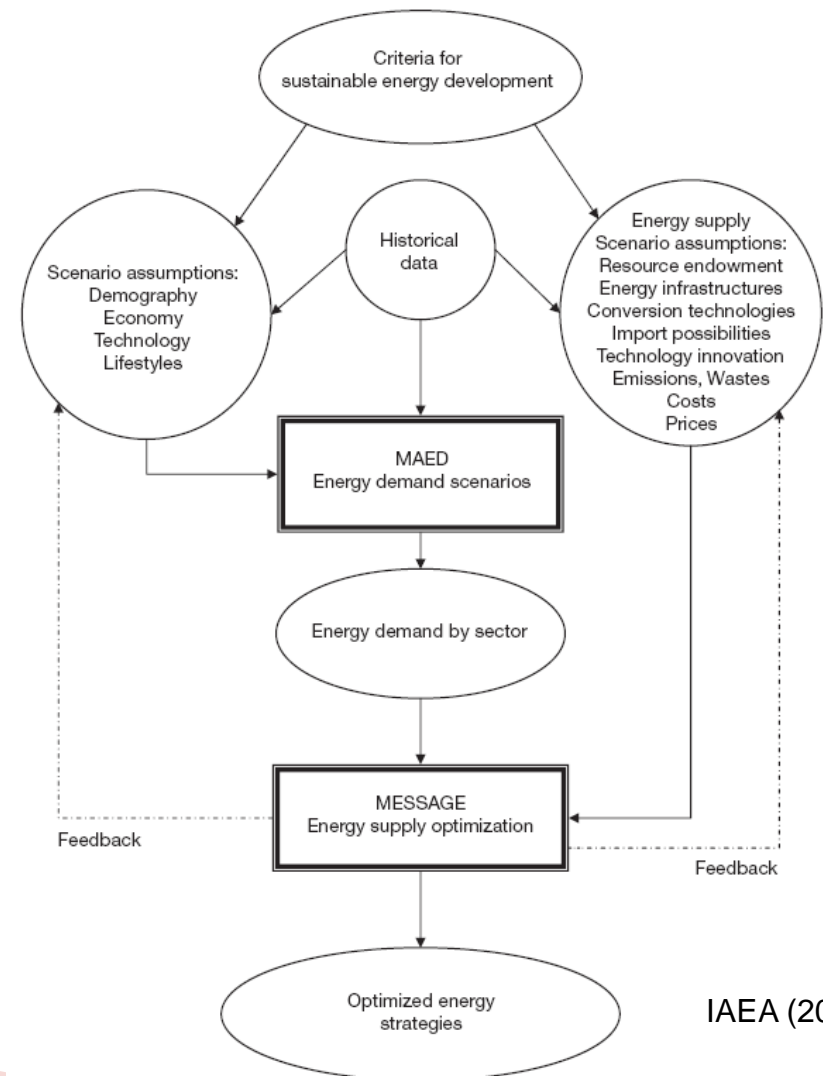 Criteria for
sustainable energy development
Historical
data
Scenario assumptions:
Demography
Economy
Technology
Lifestyles
Energy supply
Scenario assumptions:
Resource endowment
Energy infrastructures
Conversion technologies
Import possibilities
Technology innovation
Emissions, Wastes
Costs
Prices
MAED
Energy demand scenarios
Energy demand by sector
MESSAGE
Energy supply optimization
Feedback
Feedback
Optimized energy
strategies
IAEA (20